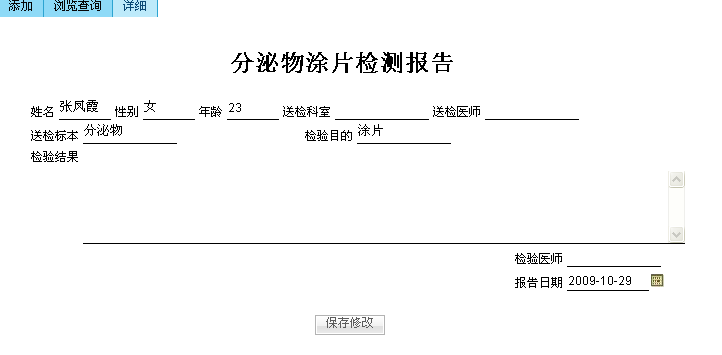 添加 浏览查询 详细
分泌物涂片检测报告
姓名 张凤霞 性别 女 年龄 23 送检科室 送检医师
送检标本 分泌物 检验目的 涂片
检验结果
检验医师
报告日期 2009-10-29
保存修改